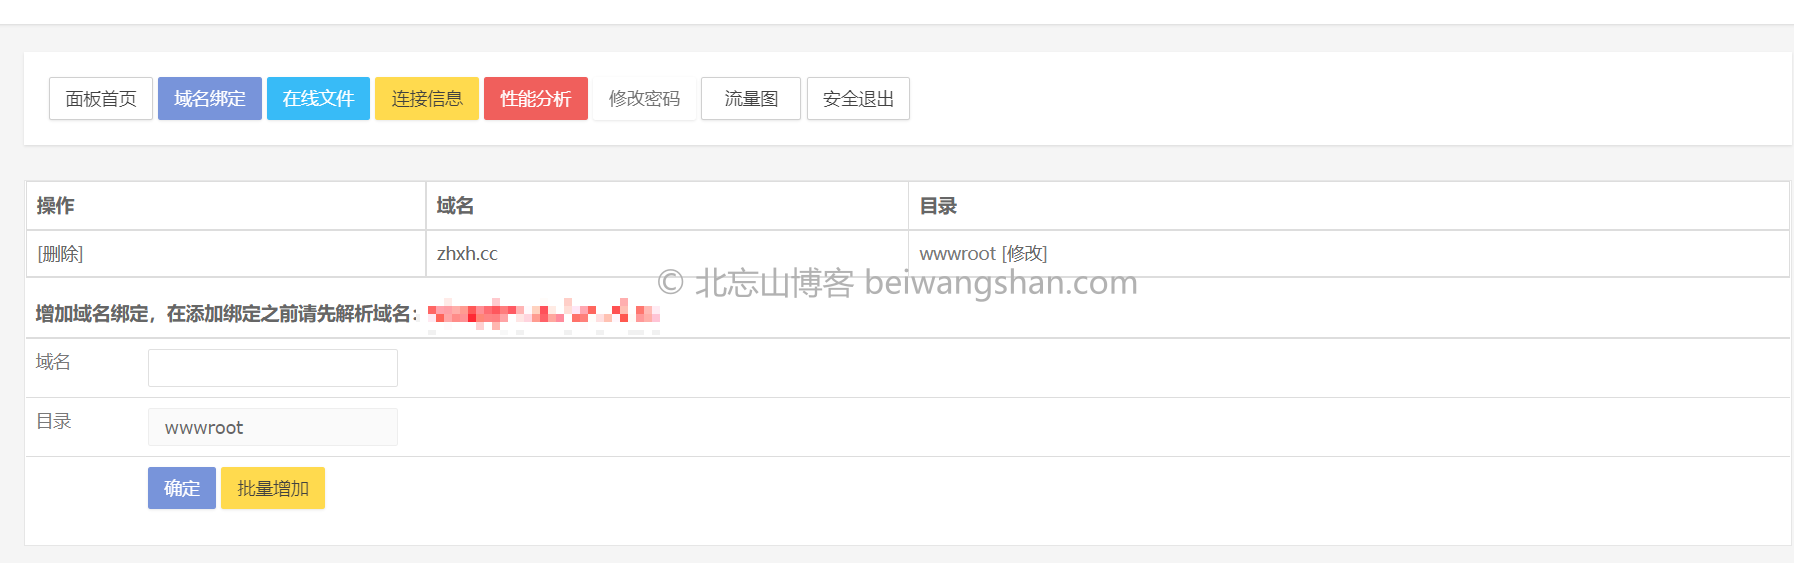 面板首页 域名绑定 在线文件 连接信息 性能分析 修改密码 流量图 安全退出
操作 域名 目录
[删除] zhxh.cc wwwroot [修改]
© 北忘山博客 beiwangshan.com
增加域名绑定，在添加绑定之前请先解析域名：
域名
目录 wwwroot
确定 批量增加